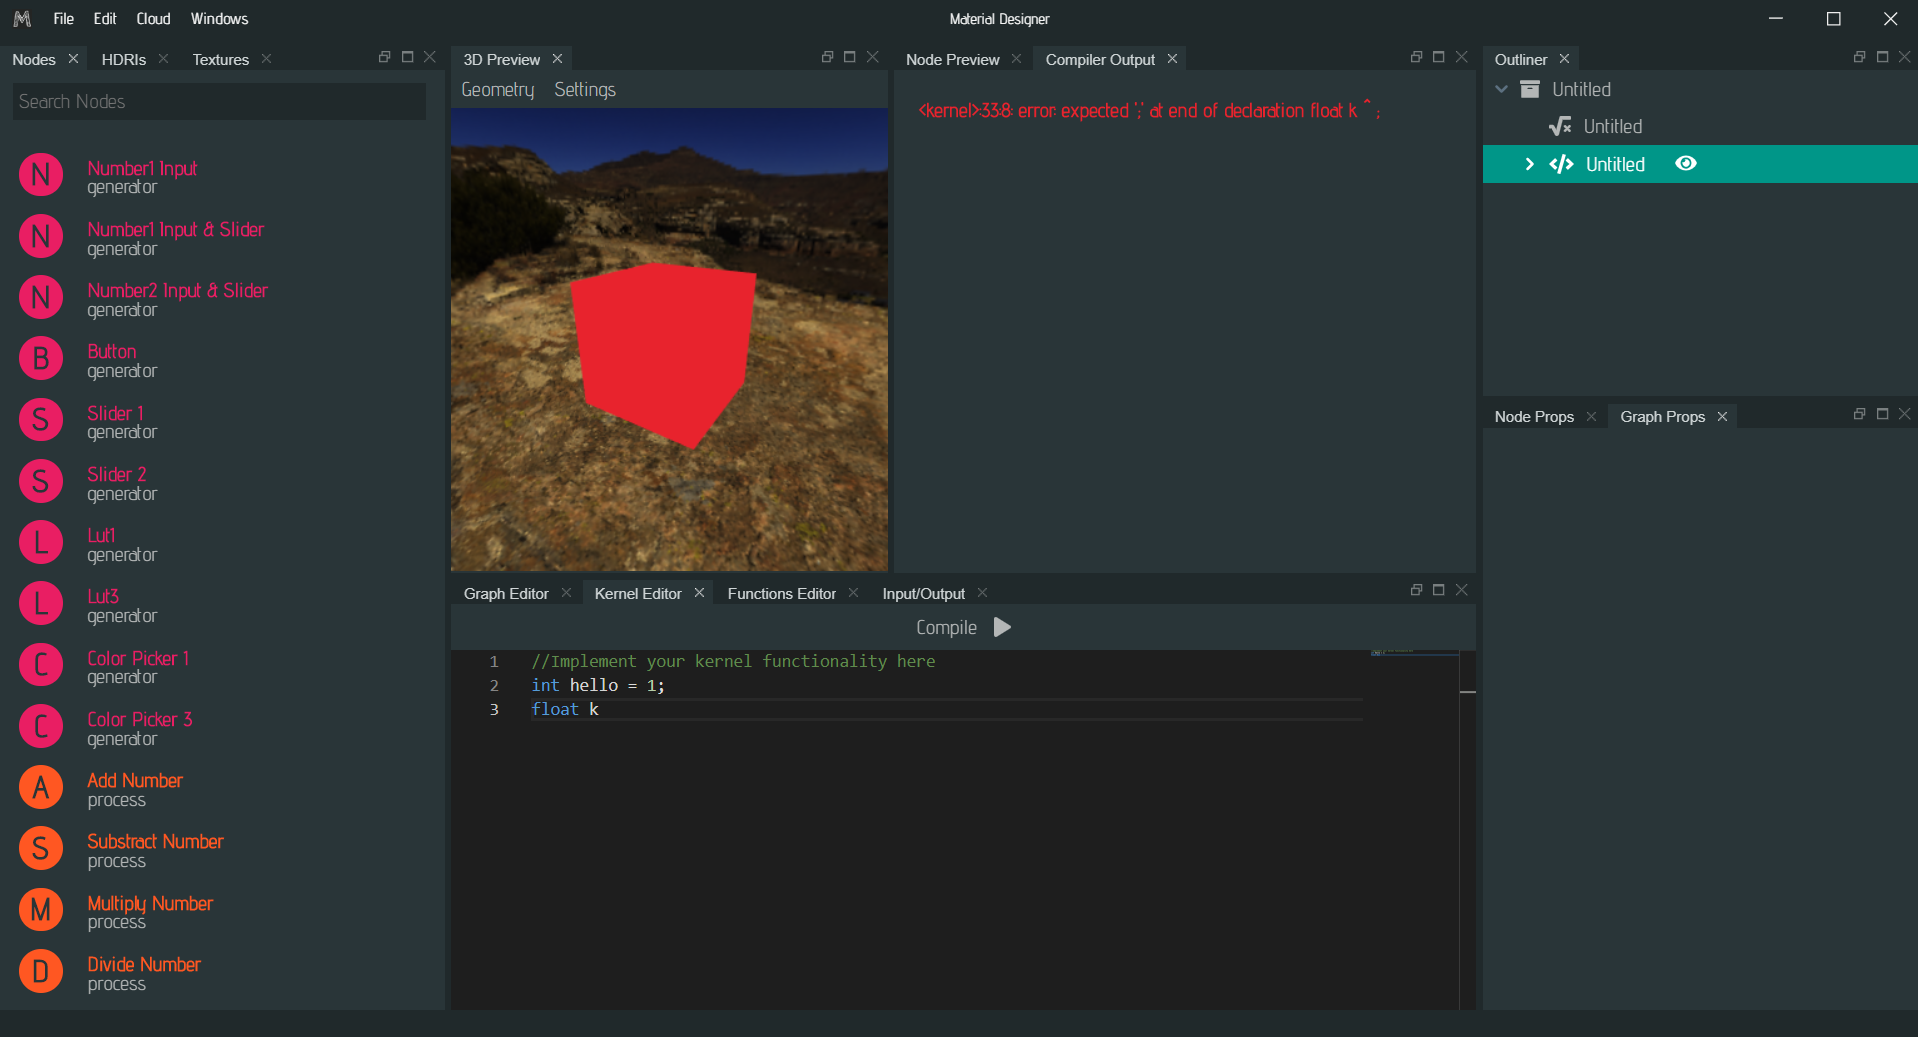 M File Edit Cloud Windows
Material Designer
Nodes HDRIs Textures
Search Nodes
N Number1 Input
generator
N Number1 Input & Slider
generator
N Number2 Input & Slider
generator
B Button
generator
S Slider 1
generator
S Slider 2
generator
L Lut1
generator
L Lut3
generator
C Color Picker 1
generator
C Color Picker 3
generator
A Add Number
process
S Substract Number
process
M Multiply Number
process
D Divide Number
process
3D Preview
Geometry Settings
Node Preview Compiler Output
<kernel>:33:8: error: expected ';' at end of declaration float k ^ ;
Graph Editor Kernel Editor Functions Editor Input/Output
Compile
1 //Implement your kernel functionality here
2 int hello = 1;
3 float k
Outliner
Untitled
Untitled
Untitled
Node Props Graph Props